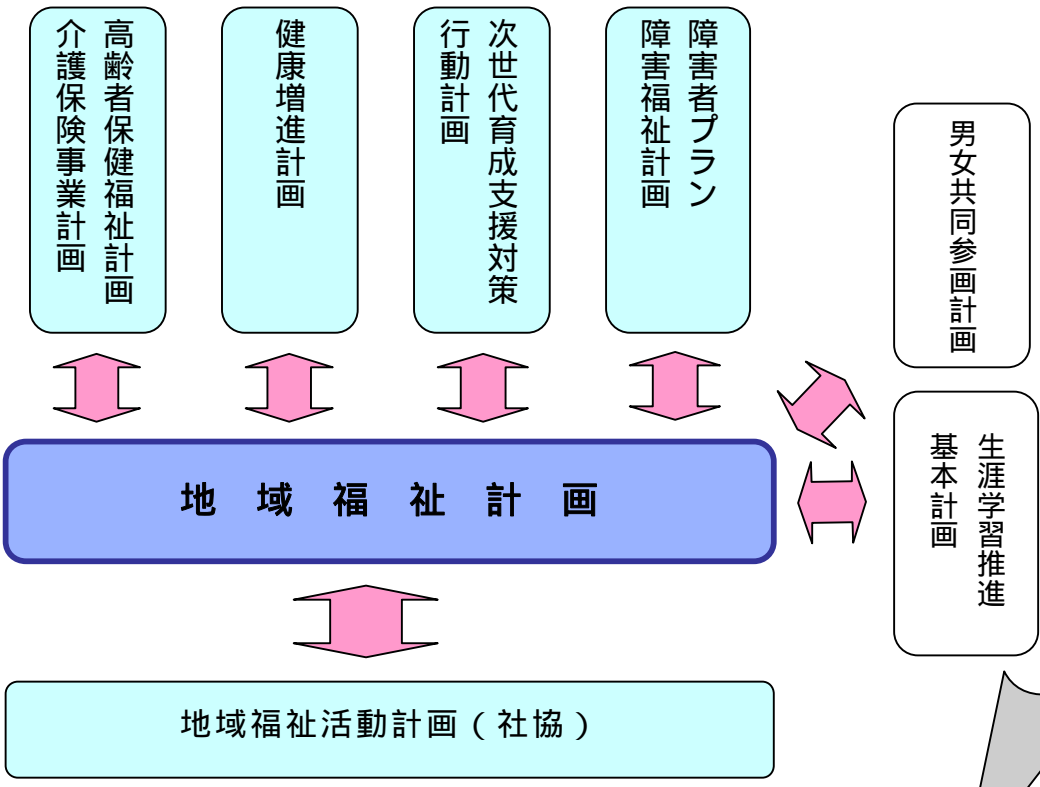 高齢者保健福祉計画
介護保険事業計画
健康増進計画
次世代育成支援対策
行動計画
障害者プラン
障害福祉計画
男女共同参画計画
生涯学習推進
基本計画
地域福祉計画
地域福祉活動計画（社協）